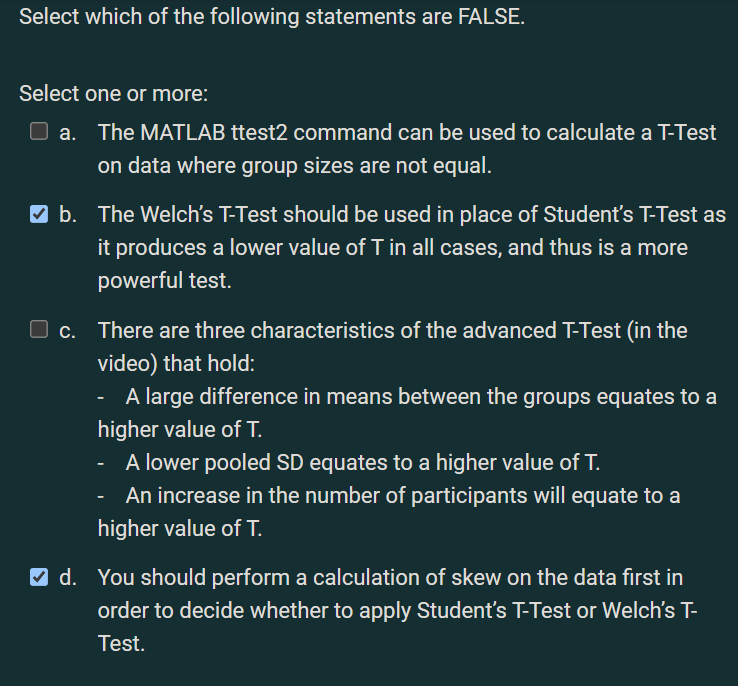 Select which of the following statements are FALSE.
Select one or more:
a. The MATLAB ttest2 command can be used to calculate a T-Test
on data where group sizes are not equal.
b. The Welch’s T-Test should be used in place of Student’s T-Test as
it produces a lower value of T in all cases, and thus is a more
powerful test.
c. There are three characteristics of the advanced T-Test (in the
video) that hold:
- A large difference in means between the groups equates to a
higher value of T.
- A lower pooled SD equates to a higher value of T.
- An increase in the number of participants will equate to a
higher value of T.
d. You should perform a calculation of skew on the data first in
order to decide whether to apply Student’s T-Test or Welch’s T-
Test.